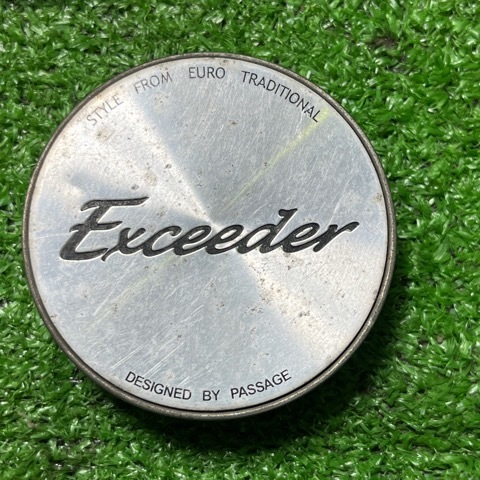 STYLE FROM EURO TRADITIONAL
Exceeder
DESIGNED BY PASSAGE